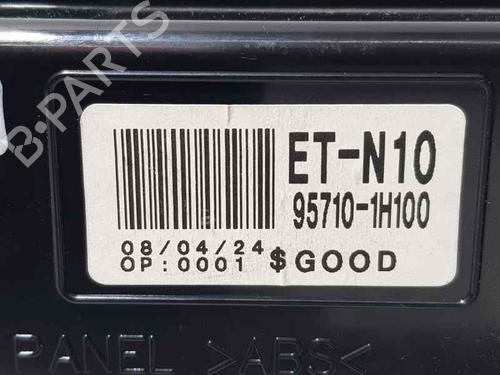 B-PARTS
ET-N10
95710-1H100
08/04/24
OP:0001 $GOOD
PANEL >ABS<